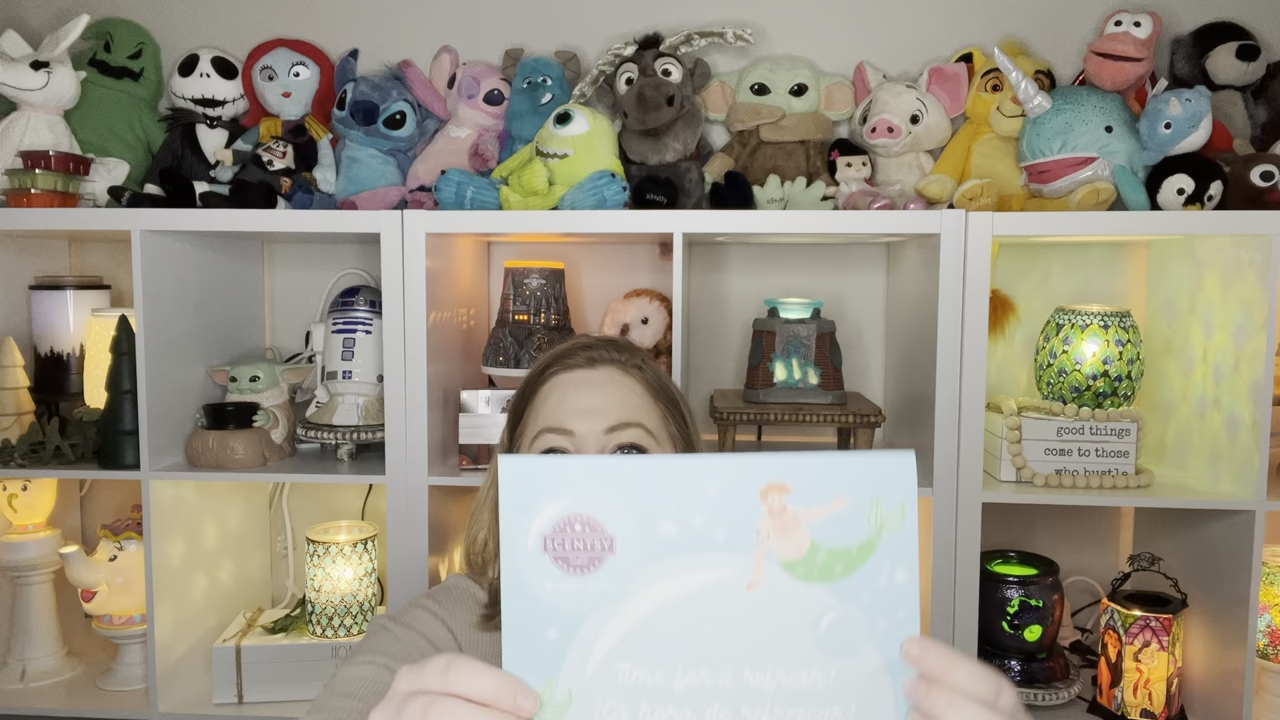 good things
come to those
who hustle
SCENTSY
Time for a refresh!
Es hora de refrescar!